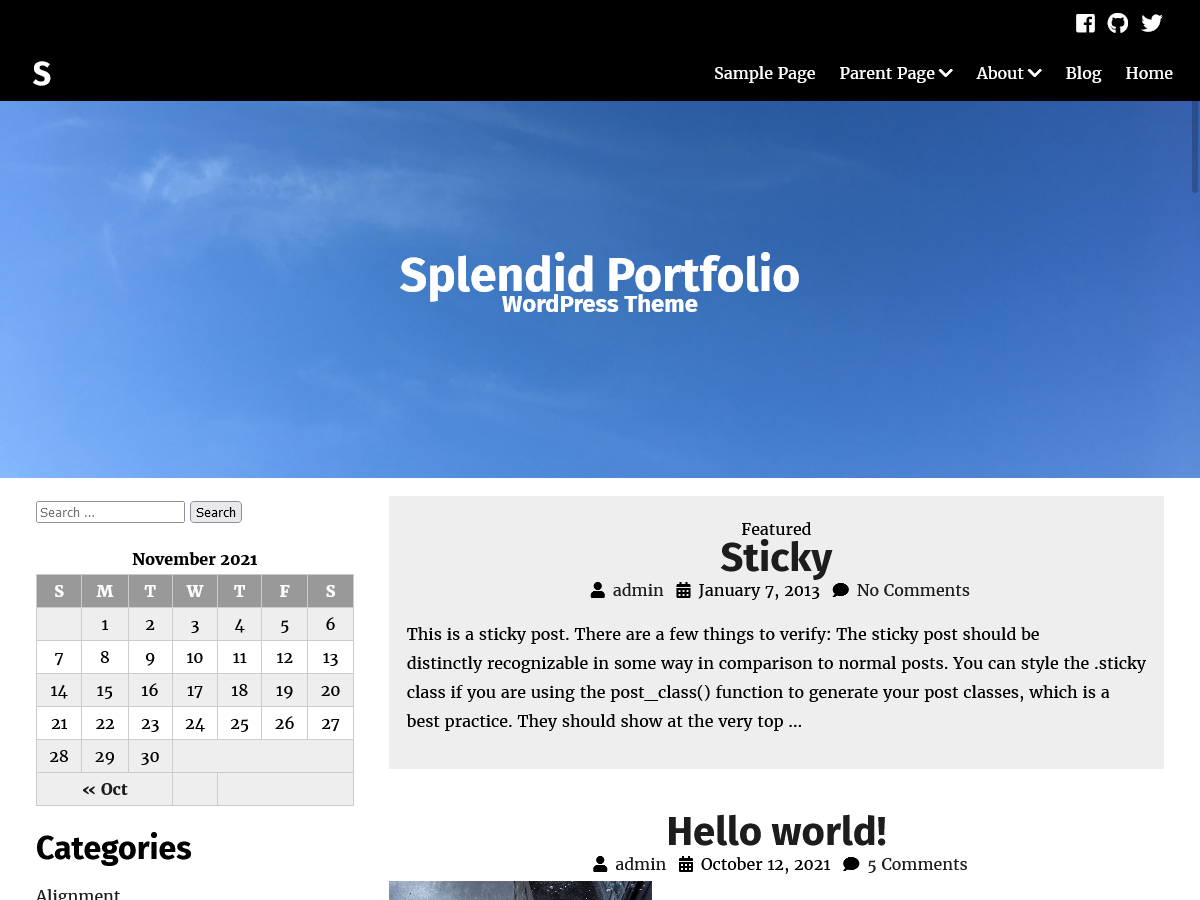 S
Sample Page Parent Page About Blog Home
Splendid Portfolio
WordPress Theme
Search ... Search
November 2021
S M T W T F S
1 2 3 4 5 6
7 8 9 10 11 12 13
14 15 16 17 18 19 20
21 22 23 24 25 26 27
28 29 30
« Oct
Categories
Alignment
Featured
Sticky
admin January 7, 2013 No Comments
This is a sticky post. There are a few things to verify: The sticky post should be
distinctly recognizable in some way in comparison to normal posts. You can style the .sticky
class if you are using the post_class() function to generate your post classes, which is a
best practice. They should show at the very top ...
Hello world!
admin October 12, 2021 5 Comments